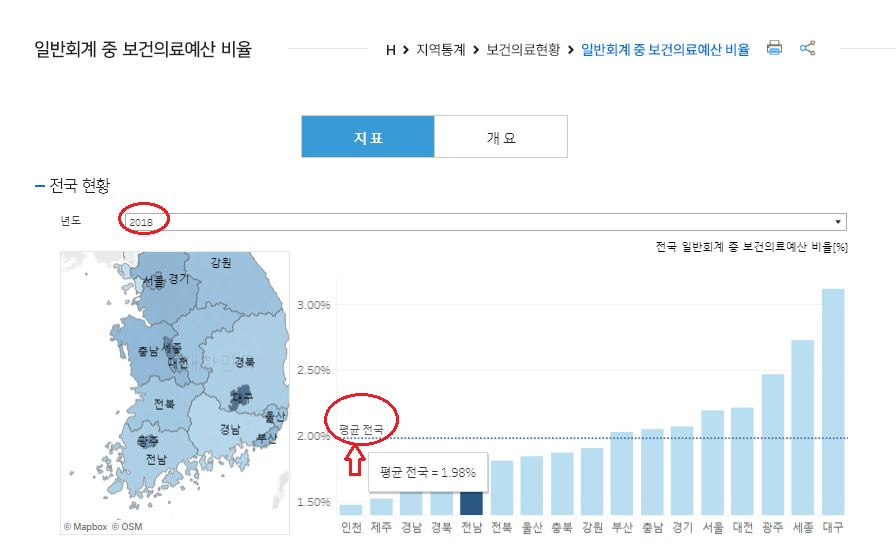 일반회계 중 보건의료예산 비율
H > 지역통계 > 보건의료현황 > 일반회계 중 보건의료예산 비율
지 표
개 요
전국 현황
년도
2018
전국 일반회계 중 보건의료예산 비율[%]
강원
서울 경기
충남 세종
대전
경북
대구
전북
울산
경남
부산
광주
전남
© Mapbox © OSM
3.00%
2.50%
2.00%
1.50%
평균 전국
평균 전국 = 1.98%
인천 제주 경남 경북 전남 전북 울산 충북 강원 부산 충남 경기 서울 대전 광주 세종 대구